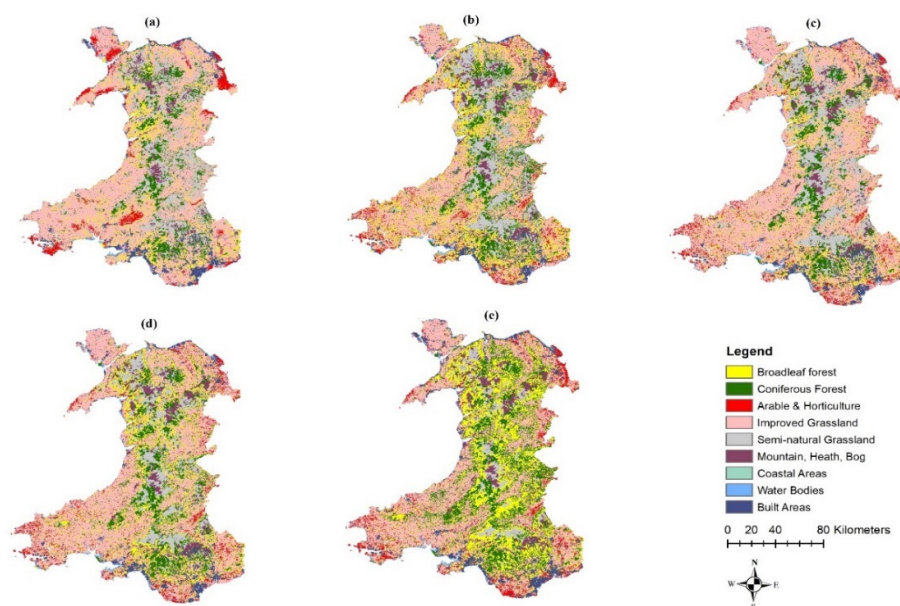 (a)
(b)
(c)
(d)
(e)
Legend
Broadleaf forest
Coniferous Forest
Arable & Horticulture
Improved Grassland
Semi-natural Grassland
Mountain, Heath, Bog
Coastal Areas
Water Bodies
Built Areas
0 20 40 80 Kilometers
N
W E